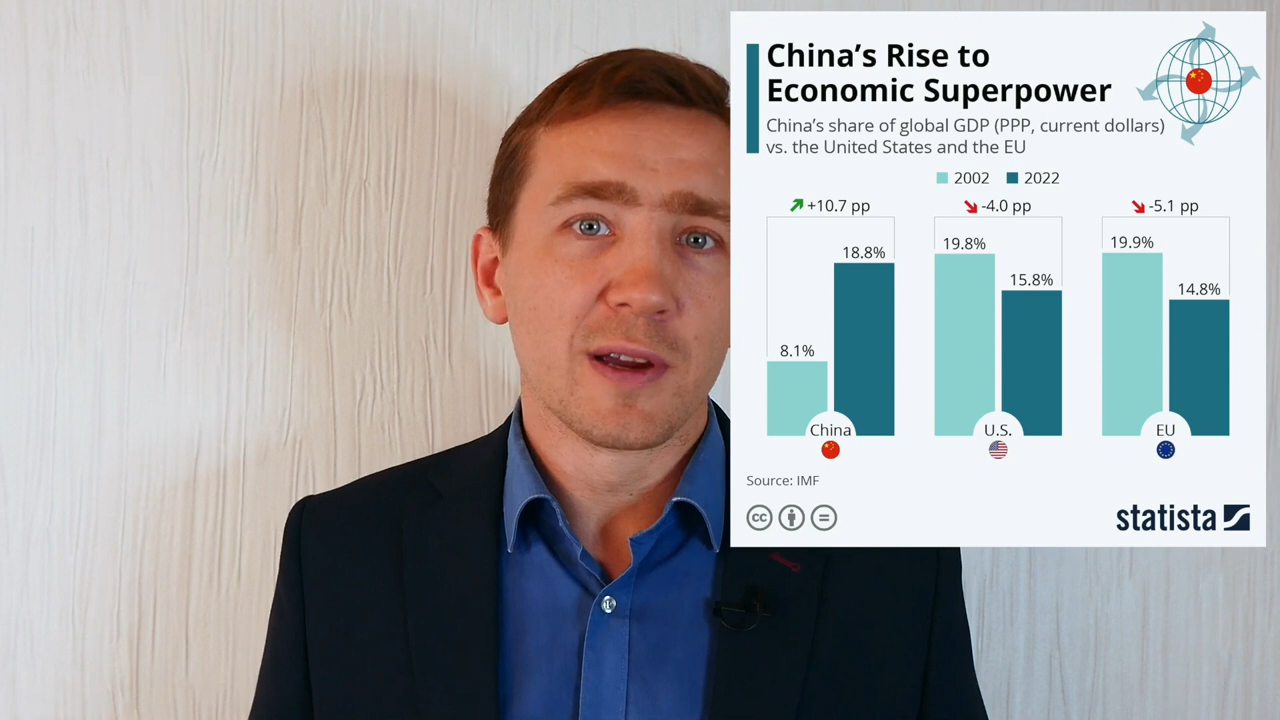 China's Rise to
Economic Superpower
China's share of global GDP (PPP, current dollars)
vs. the United States and the EU
2002 2022
+10.7 pp -4.0 pp -5.1 pp
8.1% 18.8% 19.8% 15.8% 19.9% 14.8%
China U.S. EU
Source: IMF
cc
statista